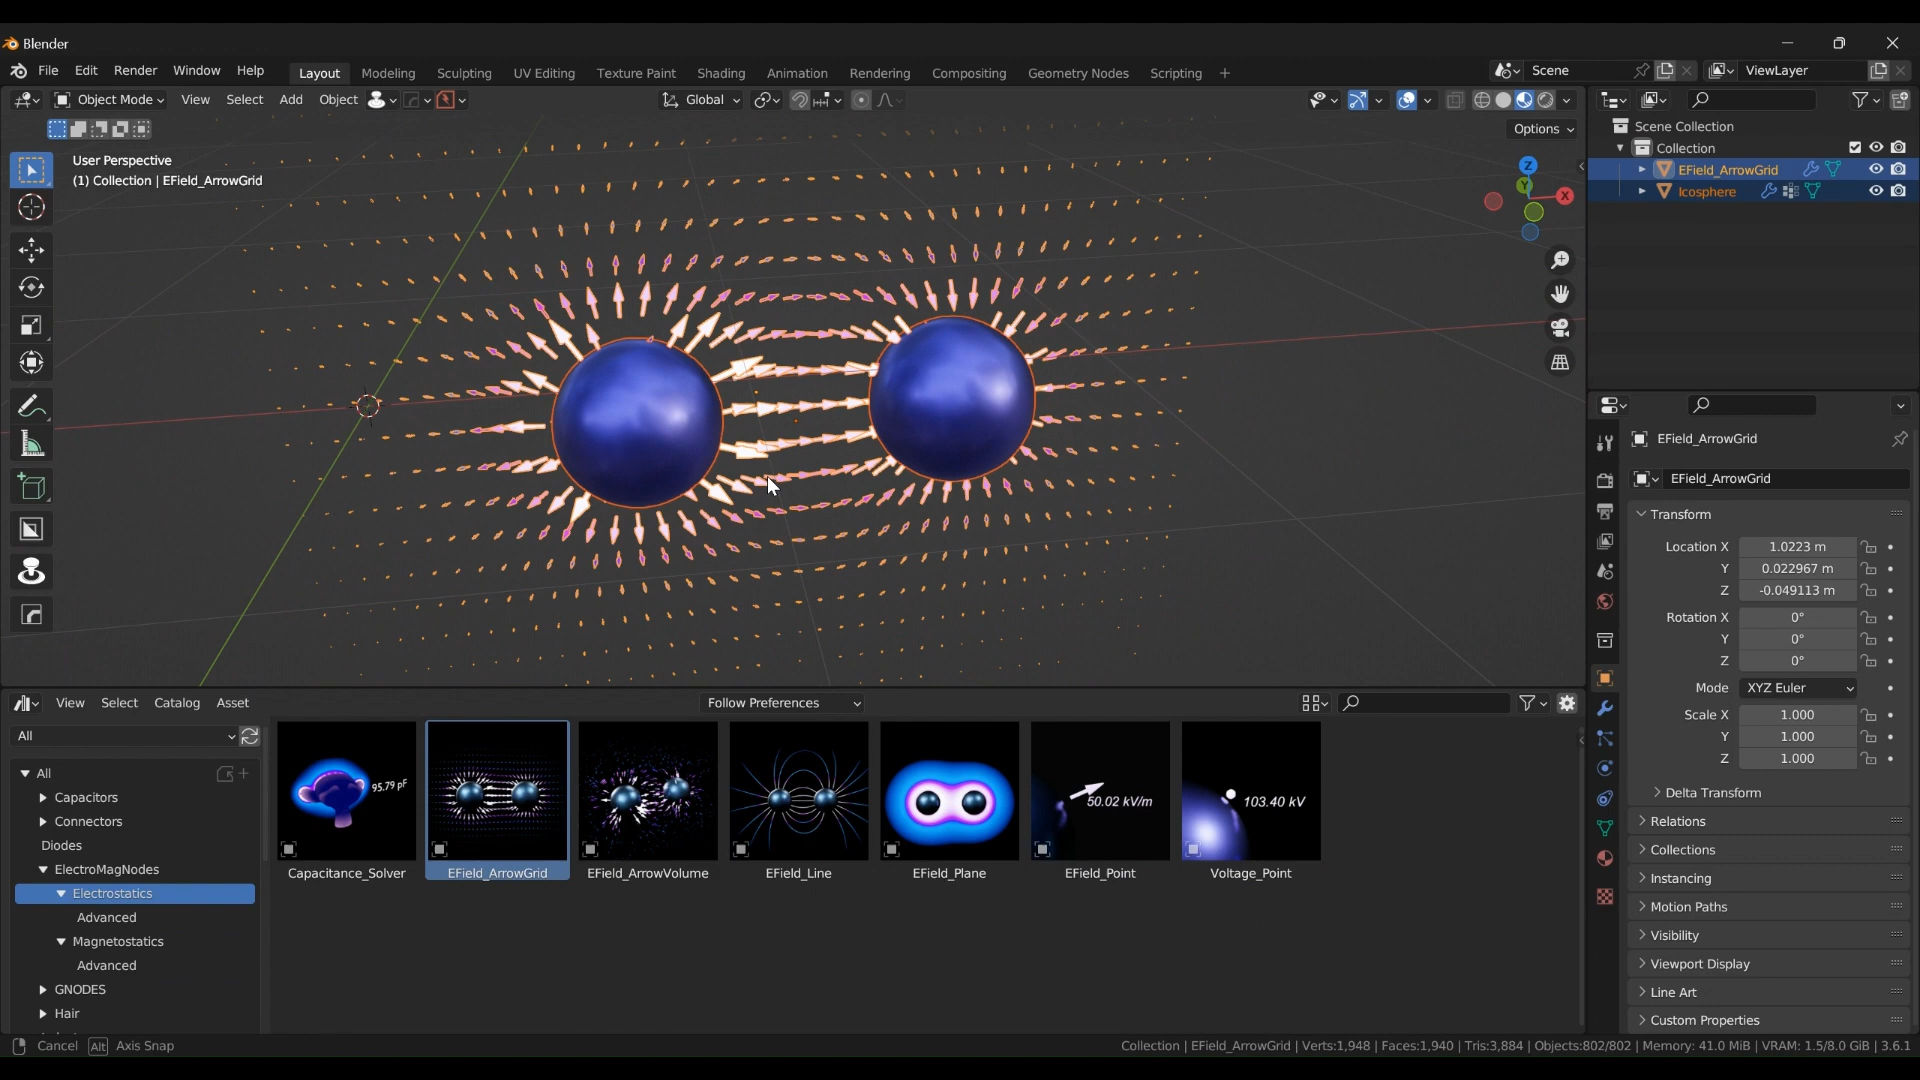 Blender
File Edit Render Window Help Layout Modeling Sculpting UV Editing Texture Paint Shading Animation Rendering Compositing Geometry Nodes Scripting + Scene ViewLayer
Object Mode View Select Add Object Global
Options
User Perspective
(1) Collection | EField_ArrowGrid
Z
Y
X
Scene Collection
Collection
EField_ArrowGrid
Icosphere
EField_ArrowGrid
EField_ArrowGrid
Transform
Location X 1.0223 m
Y 0.022967 m
Z -0.049113 m
Rotation X 0°
Y 0°
Z 0°
Mode XYZ Euler
Scale X 1.000
Y 1.000
Z 1.000
Delta Transform
Relations
Collections
Instancing
Motion Paths
Visibility
Viewport Display
Line Art
Custom Properties
View Select Catalog Asset Follow Preferences
All
All
Capacitors
Connectors
Diodes
ElectroMagNodes
Electrostatics
Advanced
Magnetostatics
Advanced
GNODES
Hair
95.79 pF
50.02 kV/m
103.40 kV
Capacitance_Solver EField_ArrowGrid EField_ArrowVolume EField_Line EField_Plane EField_Point Voltage_Point
Cancel Alt Axis Snap
Collection | EField_ArrowGrid | Verts:1,948 | Faces:1,940 | Tris:3,884 | Objects:802/802 | Memory: 41.0 MiB | VRAM: 1.5/8.0 GiB | 3.6.1